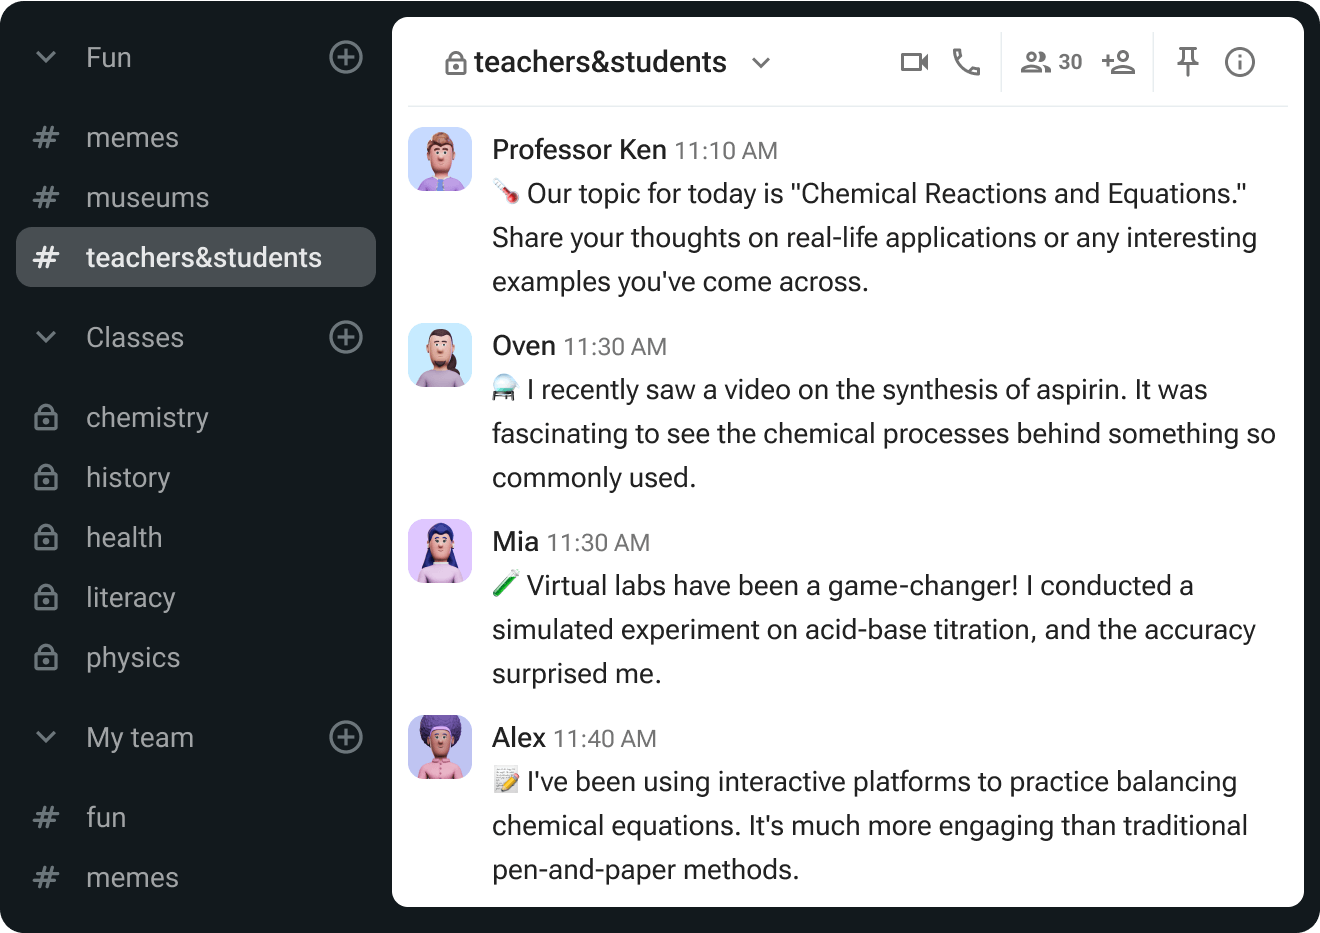 Fun
# memes
# museums
# teachers&students
Classes
chemistry
history
health
literacy
physics
My team
# fun
# memes
teachers&students
30
Professor Ken 11:10 AM
🌡️ Our topic for today is "Chemical Reactions and Equations."
Share your thoughts on real-life applications or any interesting
examples you've come across.
Oven 11:30 AM
🔮 I recently saw a video on the synthesis of aspirin. It was
fascinating to see the chemical processes behind something so
commonly used.
Mia 11:30 AM
🧪 Virtual labs have been a game-changer! I conducted a
simulated experiment on acid-base titration, and the accuracy
surprised me.
Alex 11:40 AM
📝 I've been using interactive platforms to practice balancing
chemical equations. It's much more engaging than traditional
pen-and-paper methods.